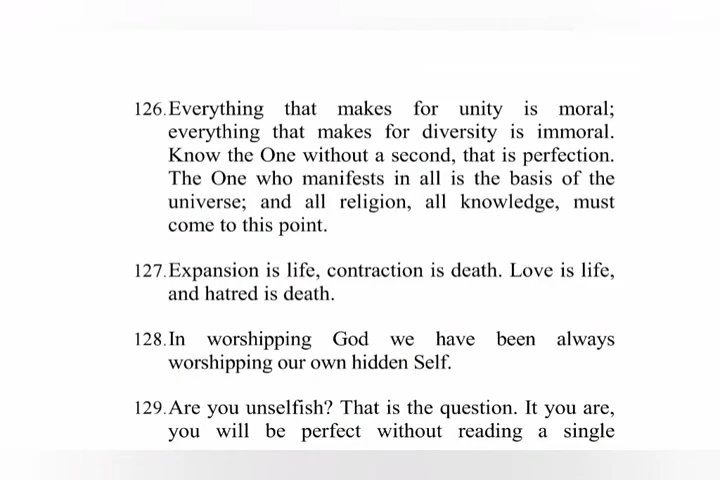 126.Everything that makes for unity is moral;
everything that makes for diversity is immoral.
Know the One without a second, that is perfection.
The One who manifests in all is the basis of the
universe; and all religion, all knowledge, must
come to this point.
127.Expansion is life, contraction is death. Love is life,
and hatred is death.
128.In worshipping God we have been always
worshipping our own hidden Self.
129.Are you unselfish? That is the question. It you are,
you will be perfect without reading a single